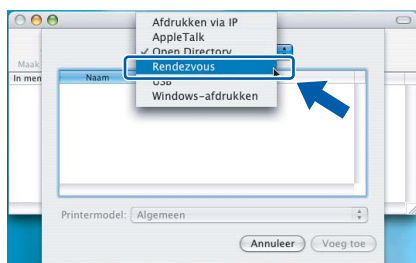 Afdrukken via IP
AppleTalk
✓ Open Directory
Rendezvous
USB
Windows-afdrukken
Maak
In men
Naam
Printermodel: Algemeen
Annuleer
Voeg toe